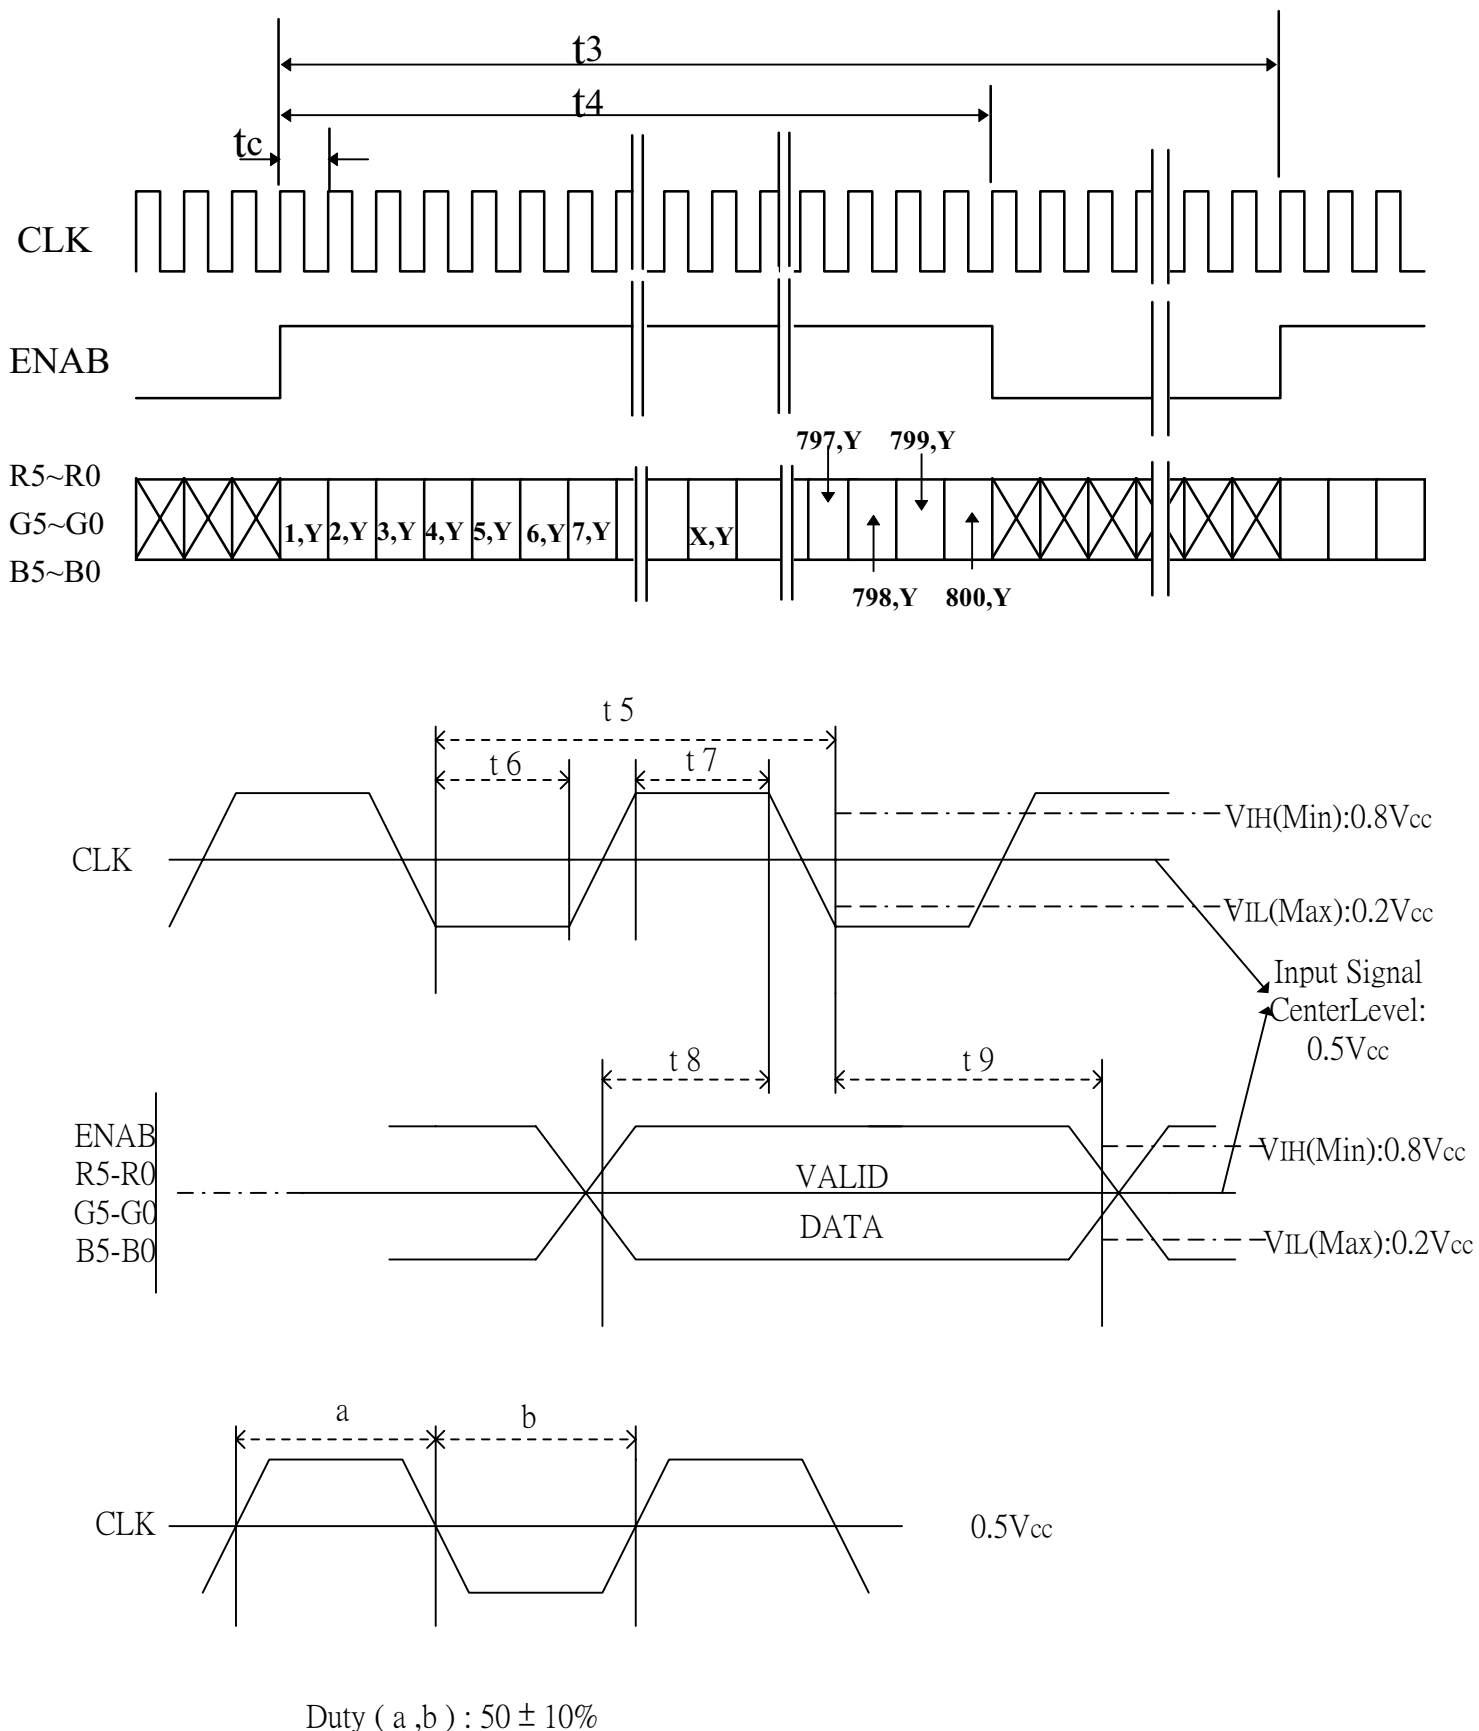 t3
t4
tc
CLK
ENAB
797,Y 799,Y
R5~R0
G5~G0
B5~B0
1,Y 2,Y 3,Y 4,Y 5,Y 6,Y 7,Y X,Y
798,Y 800,Y
t 5
t 6 t 7
VIH(Min):0.8Vcc
CLK
VIL(Max):0.2Vcc
Input Signal
CenterLevel:
0.5Vcc
t 8 t 9
ENAB
R5-R0
G5-G0
B5-B0
VALID
DATA
VIH(Min):0.8Vcc
VIL(Max):0.2Vcc
a b
CLK 0.5Vcc
Duty ( a ,b ) : 50 ± 10%